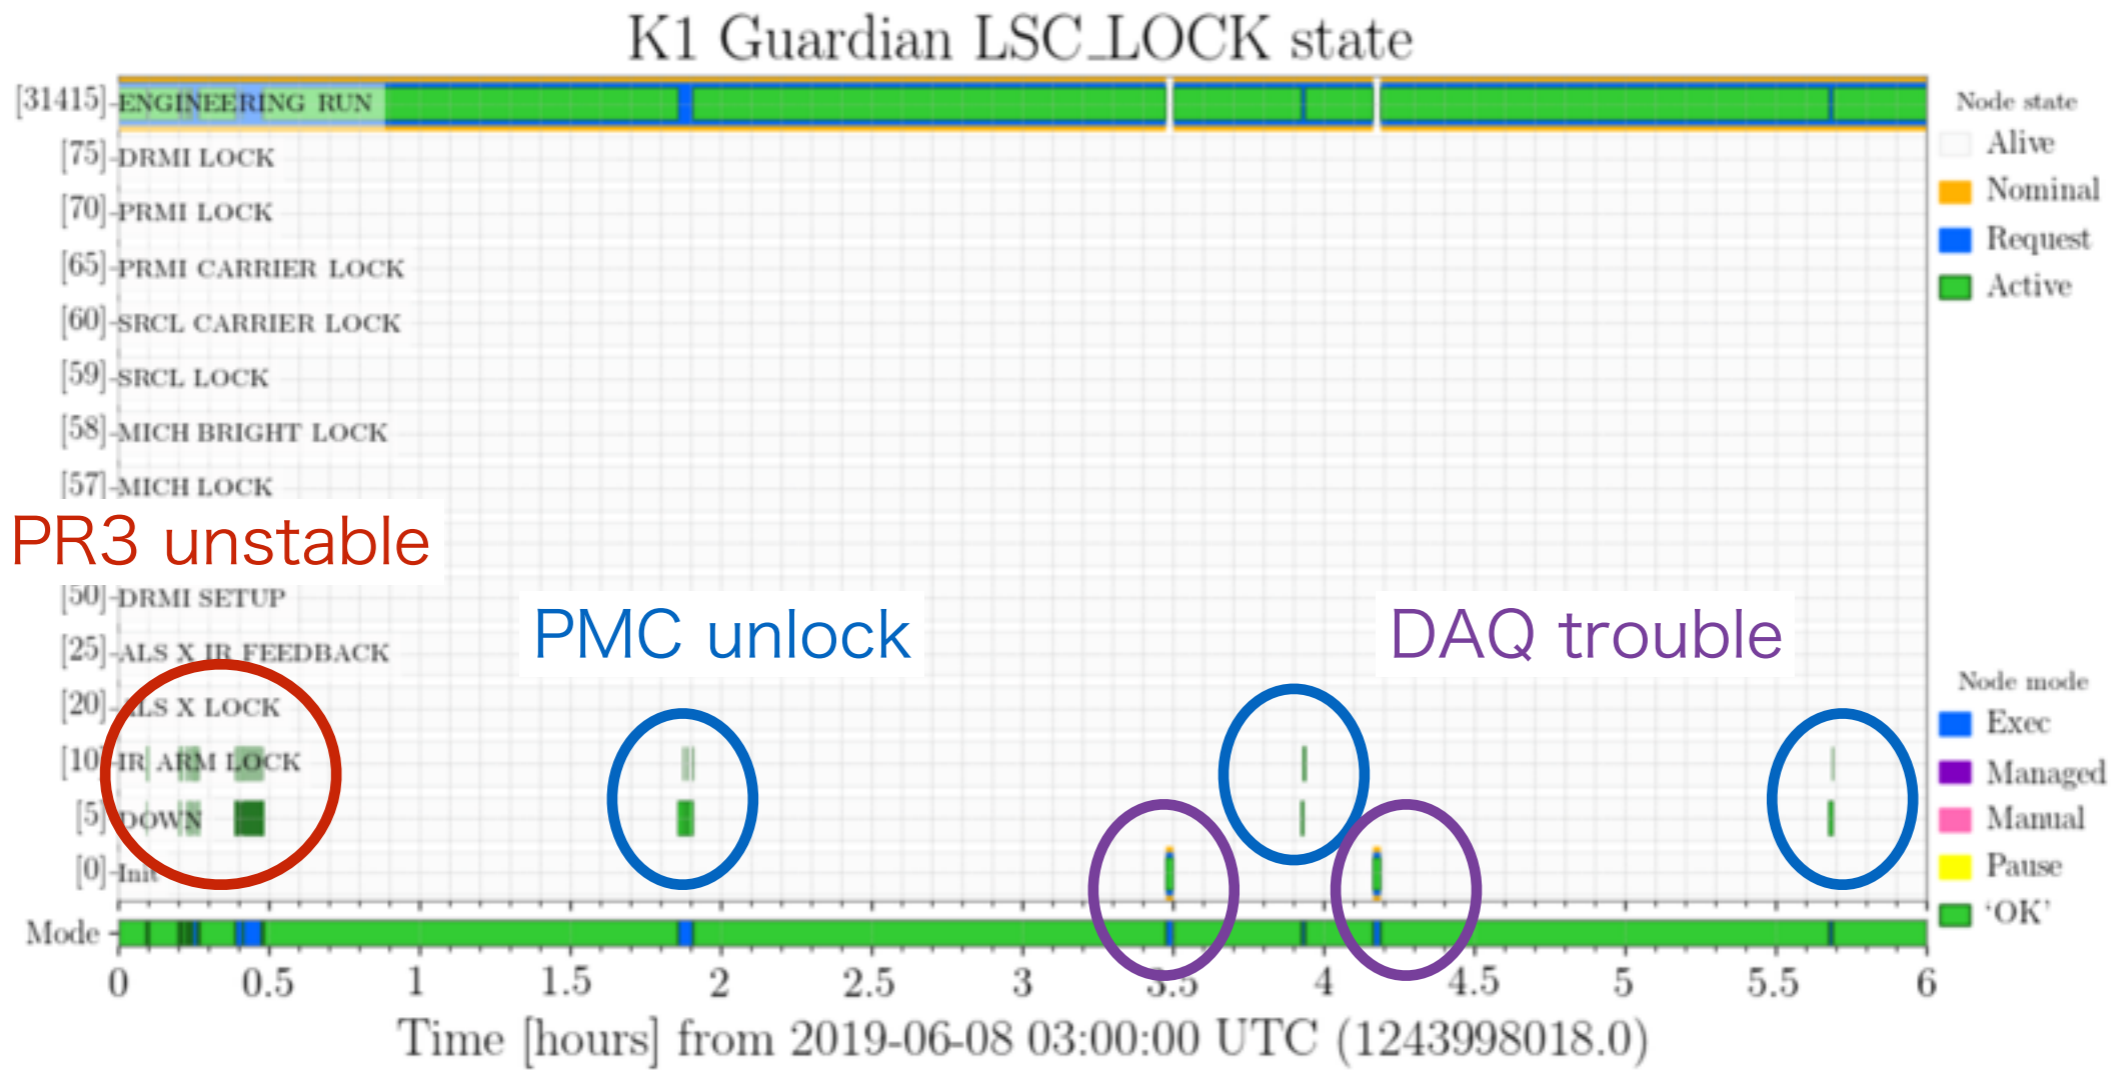 K1 Guardian LSC_LOCK state
[31415] ENGINEERING RUN
[75] DRMI LOCK
[70] PRMI LOCK
[65] PRMI CARRIER LOCK
[60] SRCL CARRIER LOCK
[59] SRCL LOCK
[58] MICH BRIGHT LOCK
[57] MICH LOCK
PR3 unstable
[50] DRMI SETUP
PMC unlock
DAQ trouble
[25] ALS X IR FEEDBACK
[20] ALS X LOCK
[10] IR ARM LOCK
[5] DOWN
[0] Init
Mode
0 0.5 1 1.5 2 2.5 3 3.5 4 4.5 5 5.5 6
Time [hours] from 2019-06-08 03:00:00 UTC (1243998018.0)
Node state
Alive
Nominal
Request
Active
Node mode
Exec
Managed
Manual
Pause
‘OK’